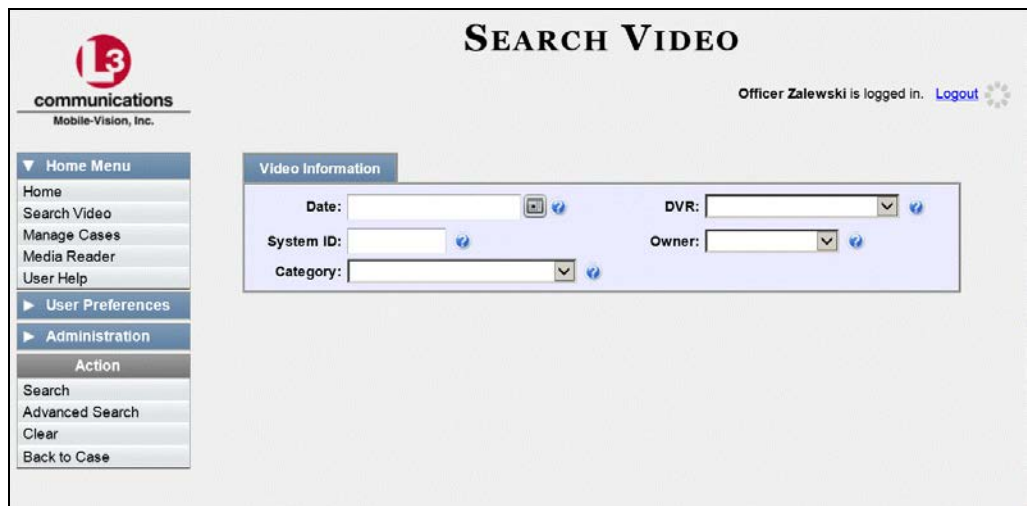 SEARCH VIDEO
L3
communications
Mobile-Vision, Inc.
Officer Zalewski is logged in. Logout
Home Menu
Home
Search Video
Manage Cases
Media Reader
User Help
User Preferences
Administration
Action
Search
Advanced Search
Clear
Back to Case
Video Information
Date: ? DVR: ?
System ID: ? Owner: ?
Category: ?